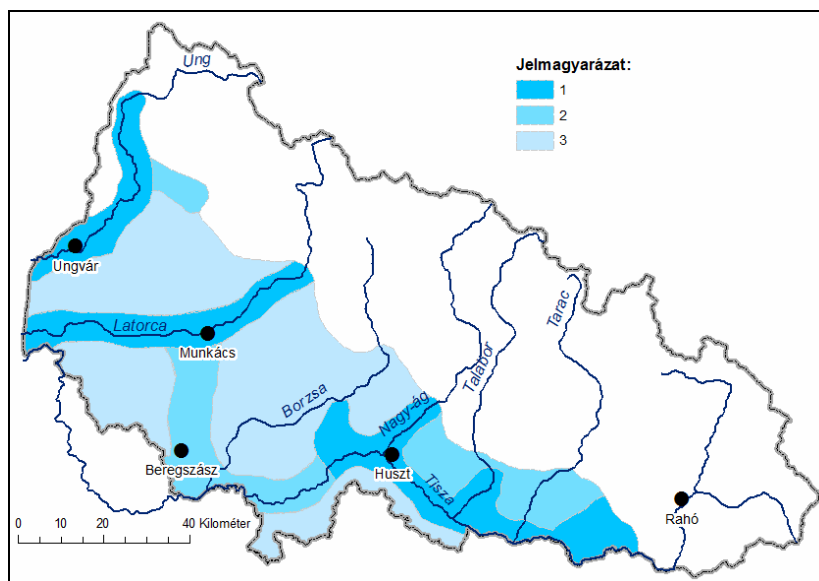 Ung
Jelmagyarázat:
1
2
3
Ungvár
Latorca
Munkács
Borzsa
Nagy-ág
Talabor
Tarac
Beregszász
Huszt
Tisza
Rahó
0 10 20 40 Kilométer